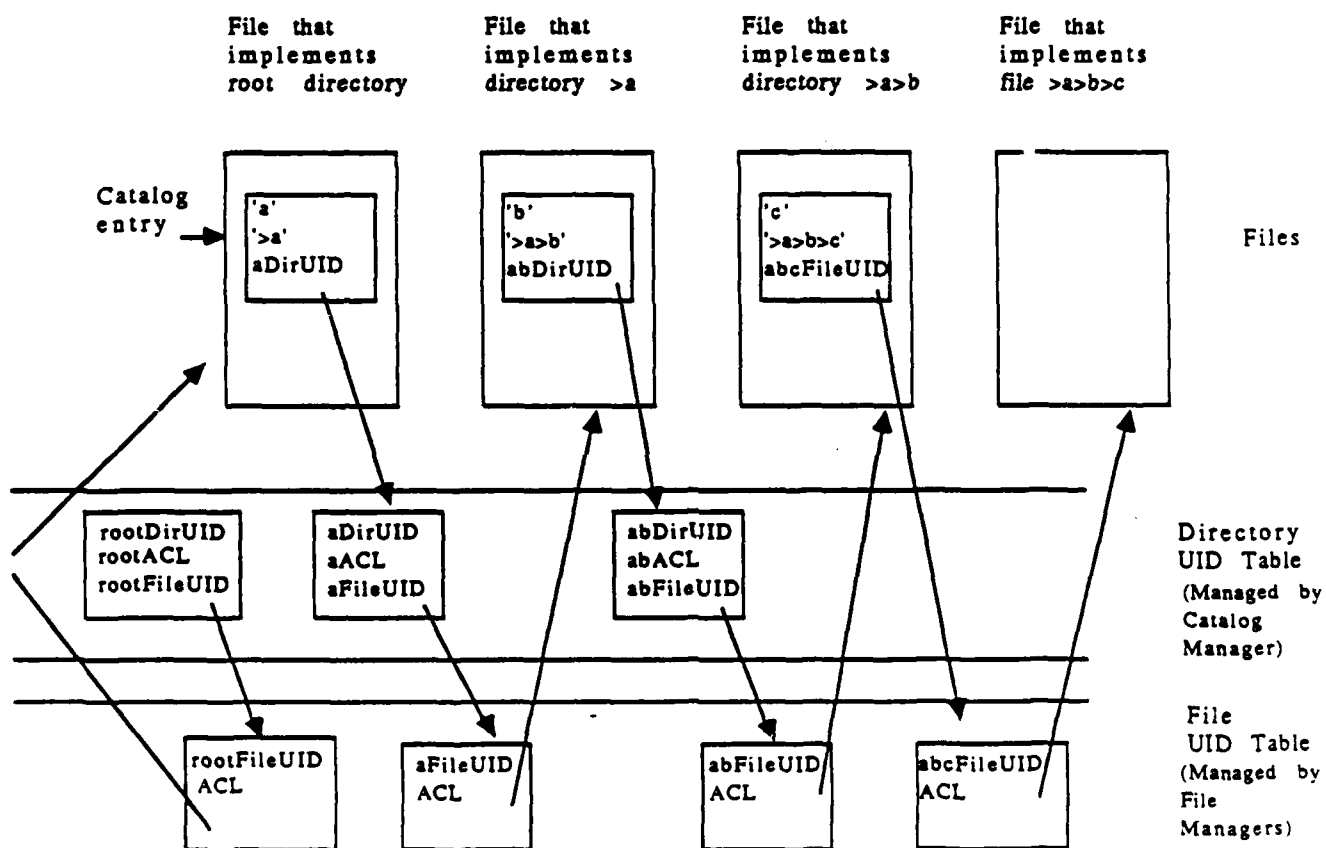 File that
implements
root directory
File that
implements
directory >a
File that
implements
directory >a>b
File that
implements
file >a>b>c
Catalog
entry
'a'
'>a'
aDirUID
'b'
'>a>b'
abDirUID
'c'
'>a>b>c'
abcFileUID
Files
rootDirUID
rootACL
rootFileUID
aDirUID
aACL
aFileUID
abDirUID
abACL
abFileUID
Directory
UID Table
(Managed by
Catalog
Manager)
rootFileUID
ACL
aFileUID
ACL
abFileUID
ACL
abcFileUID
ACL
File
UID Table
(Managed by
File
Managers)